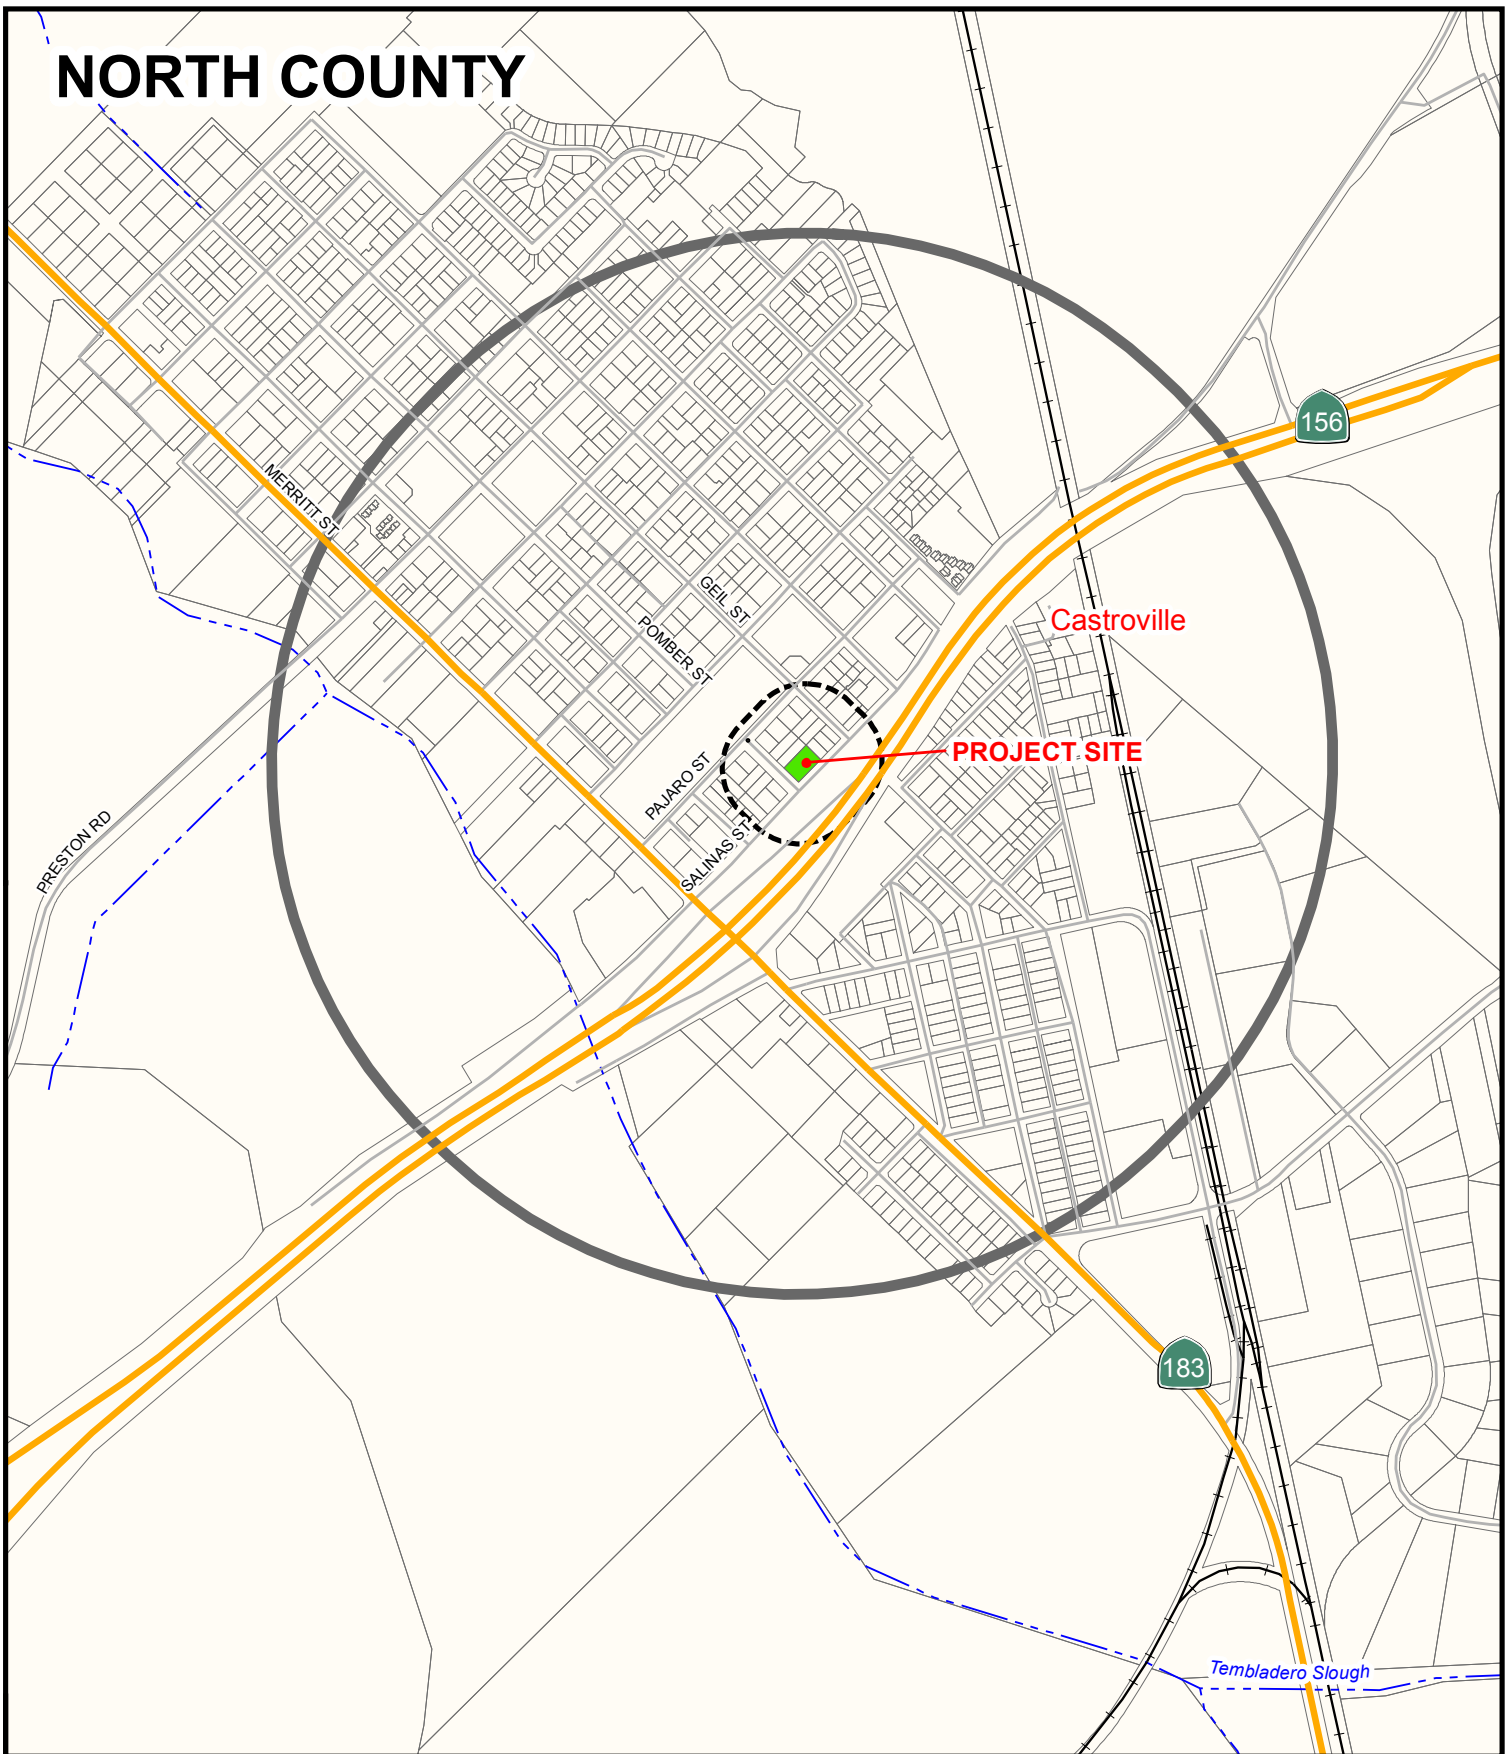 NORTH COUNTY
156
MERRITT ST
GEIL ST
POMBER ST
Castroville
PROJECT SITE
PAJARO ST
SALINAS ST
PRESTON RD
183
Tembladero Slough